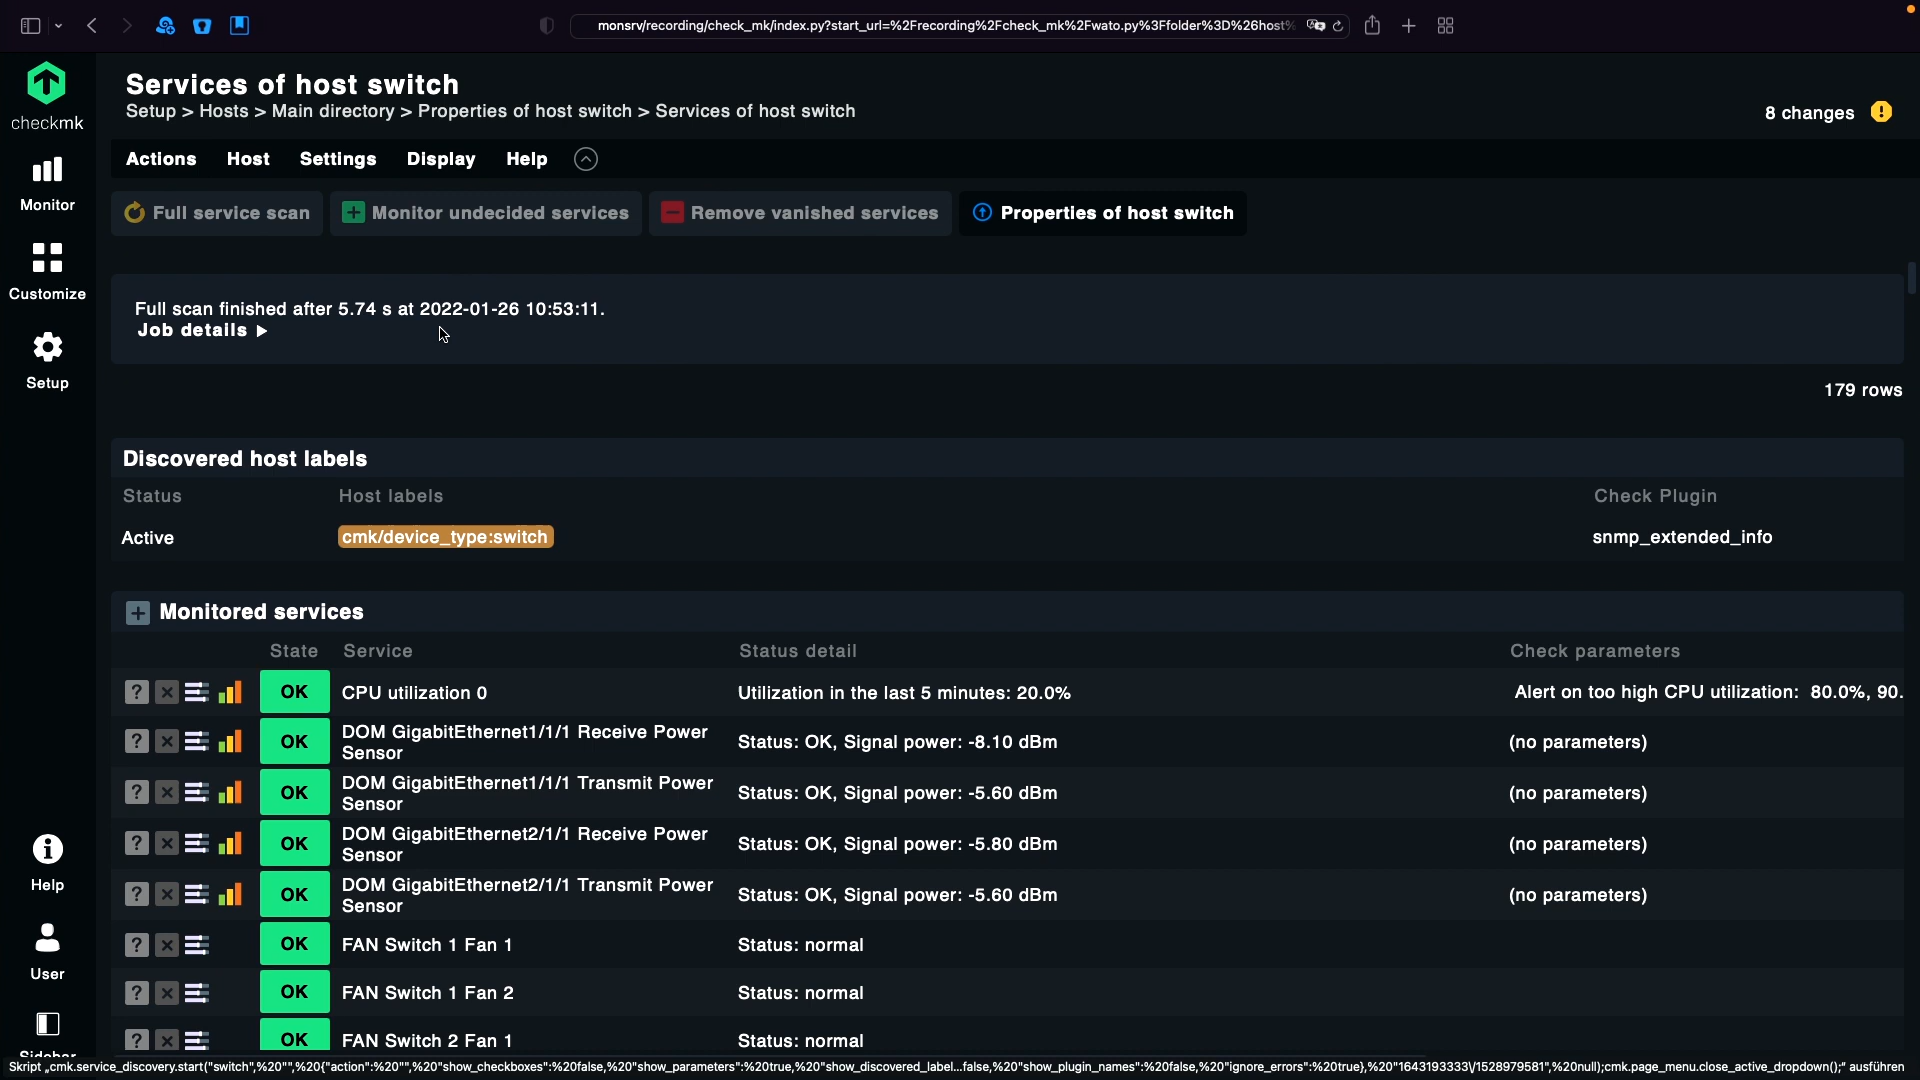 monsrv/recording/check_mk/index.py?start_url=%2Frecording%2Fcheck_mk%2Fwato.py%3Ffolder%3D%26host%
Services of host switch
Setup > Hosts > Main directory > Properties of host switch > Services of host switch
8 changes
checkmk
Actions Host Settings Display Help
Full service scan Monitor undecided services Remove vanished services Properties of host switch
Monitor
Customize
Setup
Full scan finished after 5.74 s at 2022-01-26 10:53:11.
Job details
179 rows
Discovered host labels
Status Host labels Check Plugin
Active cmk/device_type:switch snmp_extended_info
Monitored services
State Service Status detail Check parameters
? OK CPU utilization 0 Utilization in the last 5 minutes: 20.0% Alert on too high CPU utilization: 80.0%, 90.
? OK DOM GigabitEthernet1/1/1 Receive Power Sensor Status: OK, Signal power: -8.10 dBm (no parameters)
? OK DOM GigabitEthernet1/1/1 Transmit Power Sensor Status: OK, Signal power: -5.60 dBm (no parameters)
? OK DOM GigabitEthernet2/1/1 Receive Power Sensor Status: OK, Signal power: -5.80 dBm (no parameters)
? OK DOM GigabitEthernet2/1/1 Transmit Power Sensor Status: OK, Signal power: -5.60 dBm (no parameters)
? OK FAN Switch 1 Fan 1 Status: normal
? OK FAN Switch 1 Fan 2 Status: normal
? OK FAN Switch 2 Fan 1 Status: normal
Help
User
Sidebar
Skript „cmk.service_discovery.start("switch",%20"",%20{"action":%20"",%20"show_checkboxes":%20false,%20"show_parameters":%20true,%20"show_discovered_label...false,%20"show_plugin_names":%20false,%20"ignore_errors":%20true},%20"1643193333\/1528979581",%20null);cmk.page_menu.close_active_dropdown();" ausführen